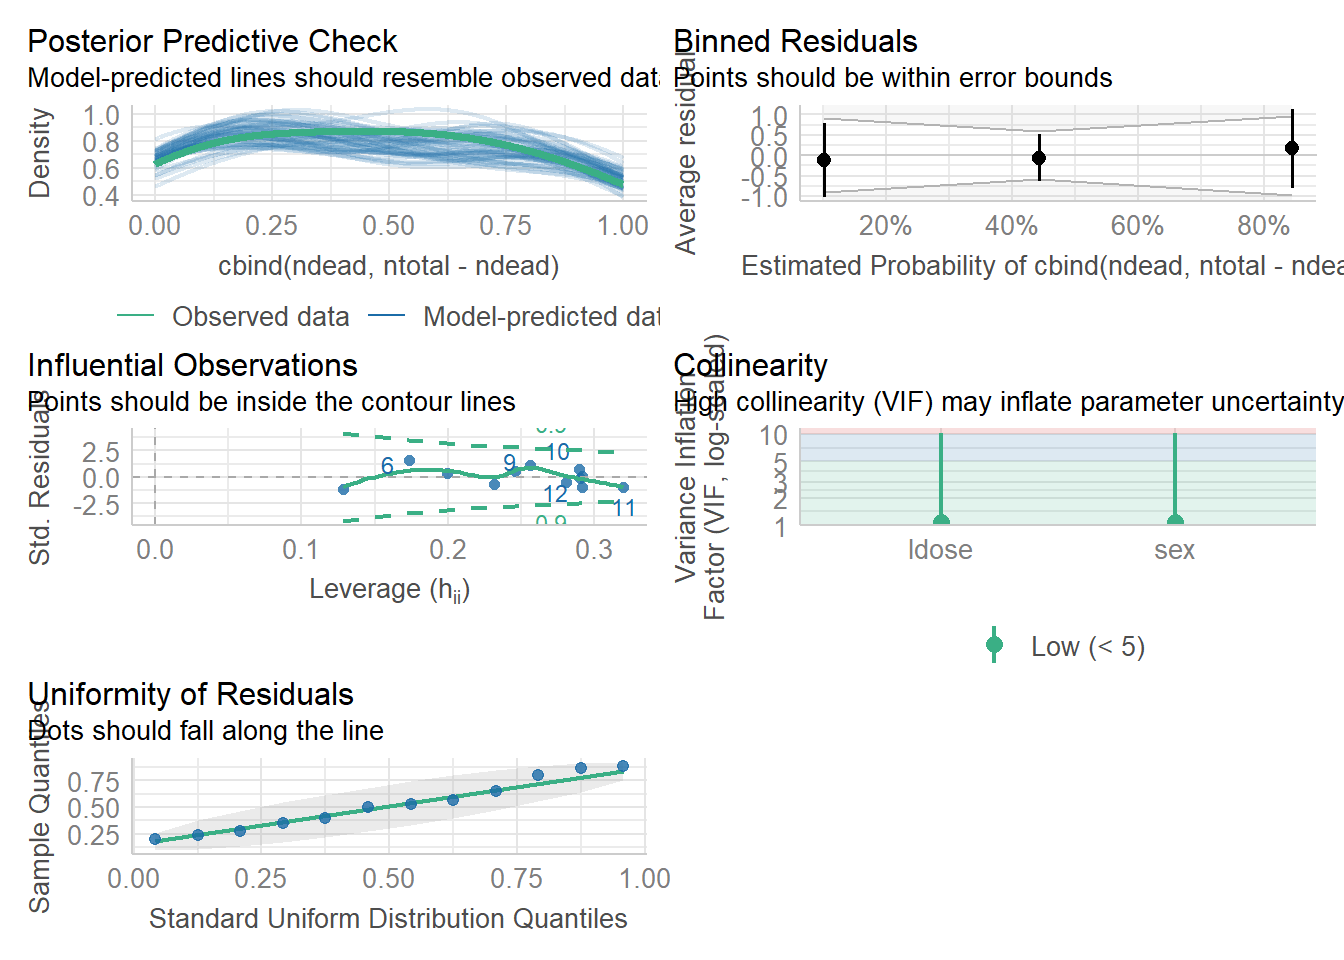 Posterior Predictive Check
Model-predicted lines should resemble observed data
Density
1.0
0.8
0.6
0.4
0.00 0.25 0.50 0.75 1.00
cbind(ndead, ntotal - ndead)
Observed data Model-predicted dat
Binned Residuals
Points should be within error bounds
Average residual
1.0
0.5
0.0
-0.5
-1.0
20% 40% 60% 80%
Estimated Probability of cbind(ndead, ntotal - ndea
Influential Observations
Points should be inside the contour lines
Std. Residuals
2.5
0.0
-2.5
0.9
10
9
6
12
11
0.9
0.0 0.1 0.2 0.3
Leverage (hii)
Collinearity
High collinearity (VIF) may inflate parameter uncertainty
Variance Inflation
Factor (VIF, log-scaled)
10
5
3
2
1
ldose sex
Low (< 5)
Uniformity of Residuals
Dots should fall along the line
Sample Quantiles
0.75
0.50
0.25
0.00 0.25 0.50 0.75 1.00
Standard Uniform Distribution Quantiles